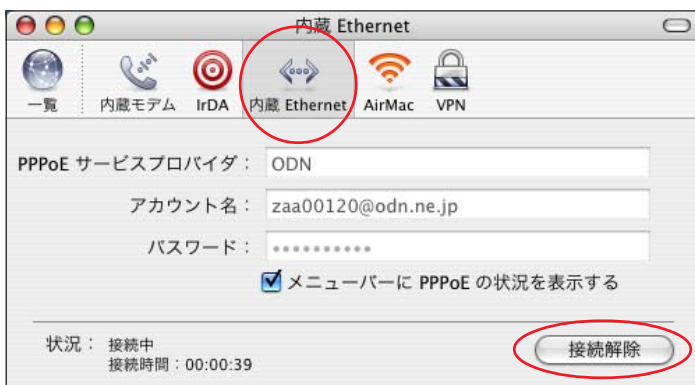 内蔵 Ethernet
一覧 内蔵モデム IrDA 内蔵 Ethernet AirMac VPN
PPPoE サービスプロバイダ： ODN
アカウント名： zaa00120@odn.ne.jp
パスワード： ••••••••••
メニューバーに PPPoE の状況を表示する
状況： 接続中
接続時間：00:00:39
接続解除